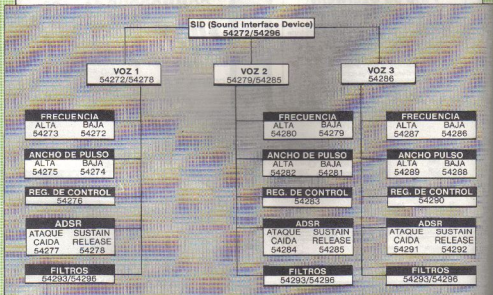 SID (Sound Interface Device)
54272/54296
VOZ 1
54272/54278
FRECUENCIA
ALTA BAJA
54273 54272
ANCHO DE PULSO
ALTA BAJA
54275 54274
REG. DE CONTROL
54276
ADSR
ATAQUE SUSTAIN
CAIDA RELEASE
54277 54278
FILTROS
54293/54296
VOZ 2
54279/54285
FRECUENCIA
ALTA BAJA
54280 54279
ANCHO DE PULSO
ALTA BAJA
54282 54281
REG. DE CONTROL
54283
ADSR
ATAQUE SUSTAIN
CAIDA RELEASE
54284 54285
FILTROS
54293/54296
VOZ 3
54286
FRECUENCIA
ALTA BAJA
54287 54286
ANCHO PULSO
ALTA BAJA
54289 54288
REG. DE CONTROL
54290
ADSR
ATAQUE SUSTAIN
CAIDA RELEASE
54291 54292
FILTROS
54293/54296